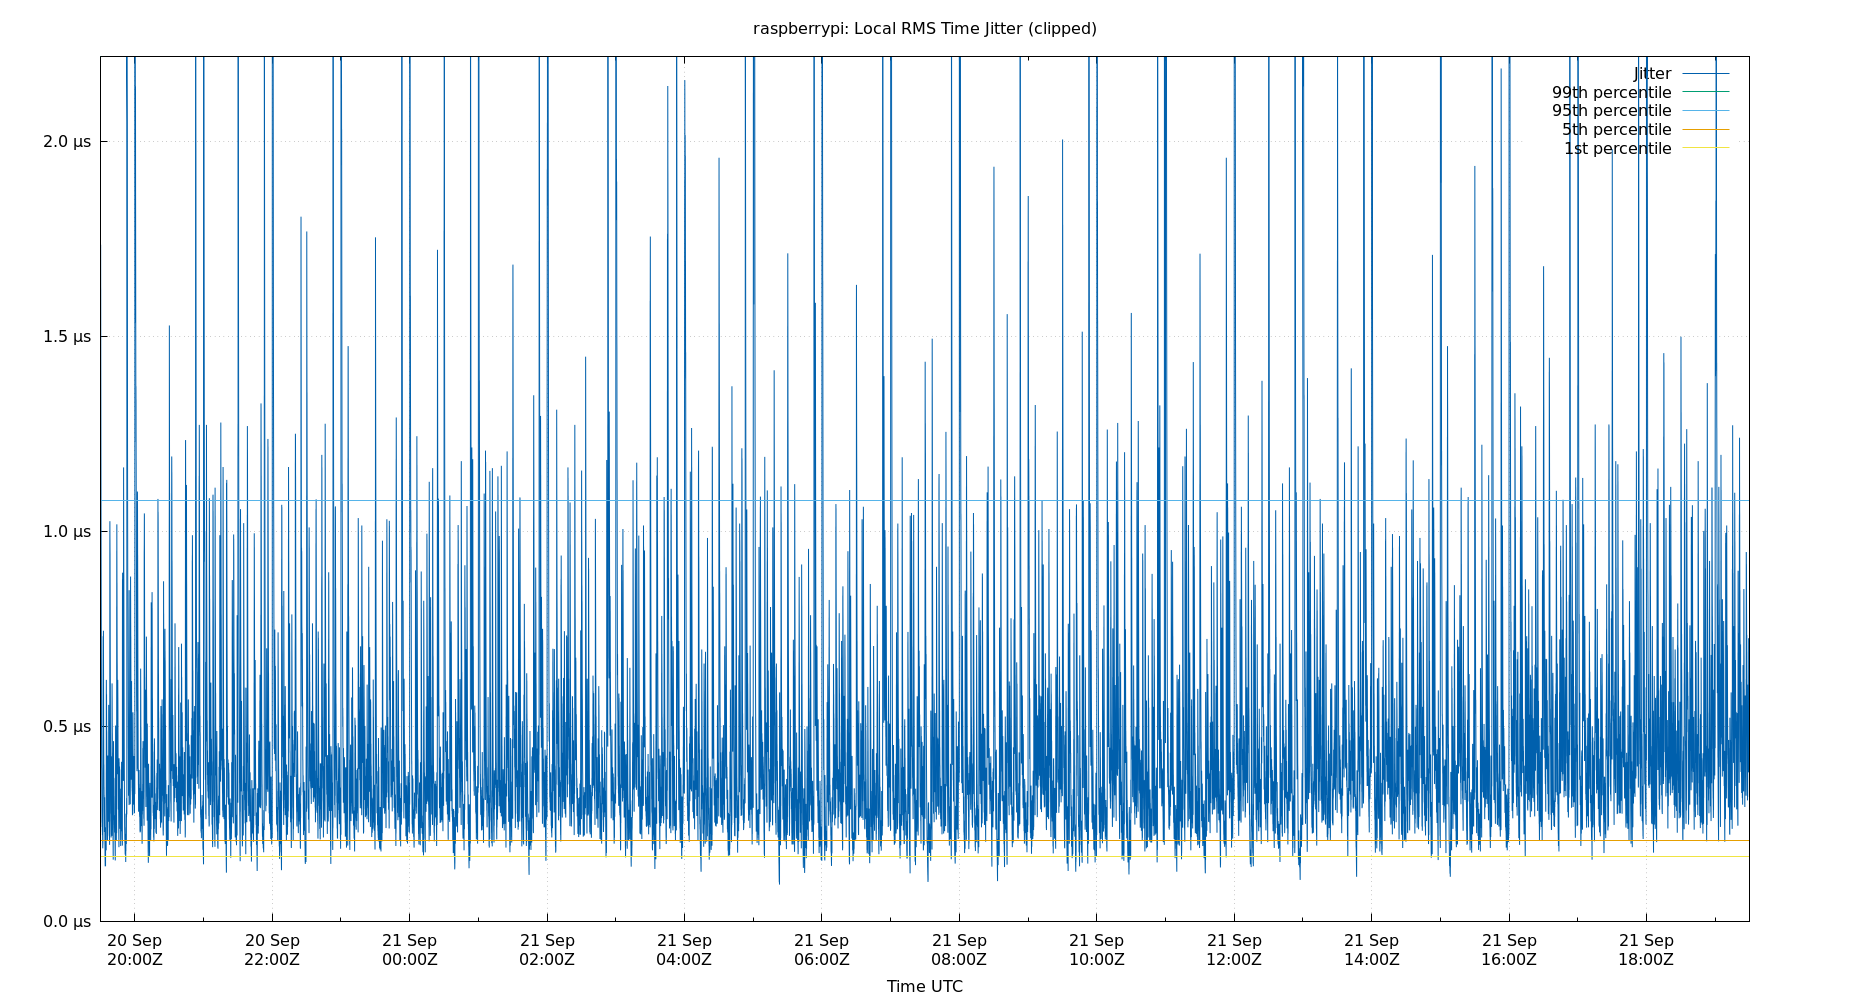 raspberrypi: Local RMS Time Jitter (clipped)
Jitter
99th percentile
95th percentile
5th percentile
1st percentile
2.0 µs
1.5 µs
1.0 µs
0.5 µs
0.0 µs
20 Sep 20 Sep 21 Sep 21 Sep 21 Sep 21 Sep 21 Sep 21 Sep 21 Sep 21 Sep 21 Sep 21 Sep
20:00Z 22:00Z 00:00Z 02:00Z 04:00Z 06:00Z 08:00Z 10:00Z 12:00Z 14:00Z 16:00Z 18:00Z
Time UTC